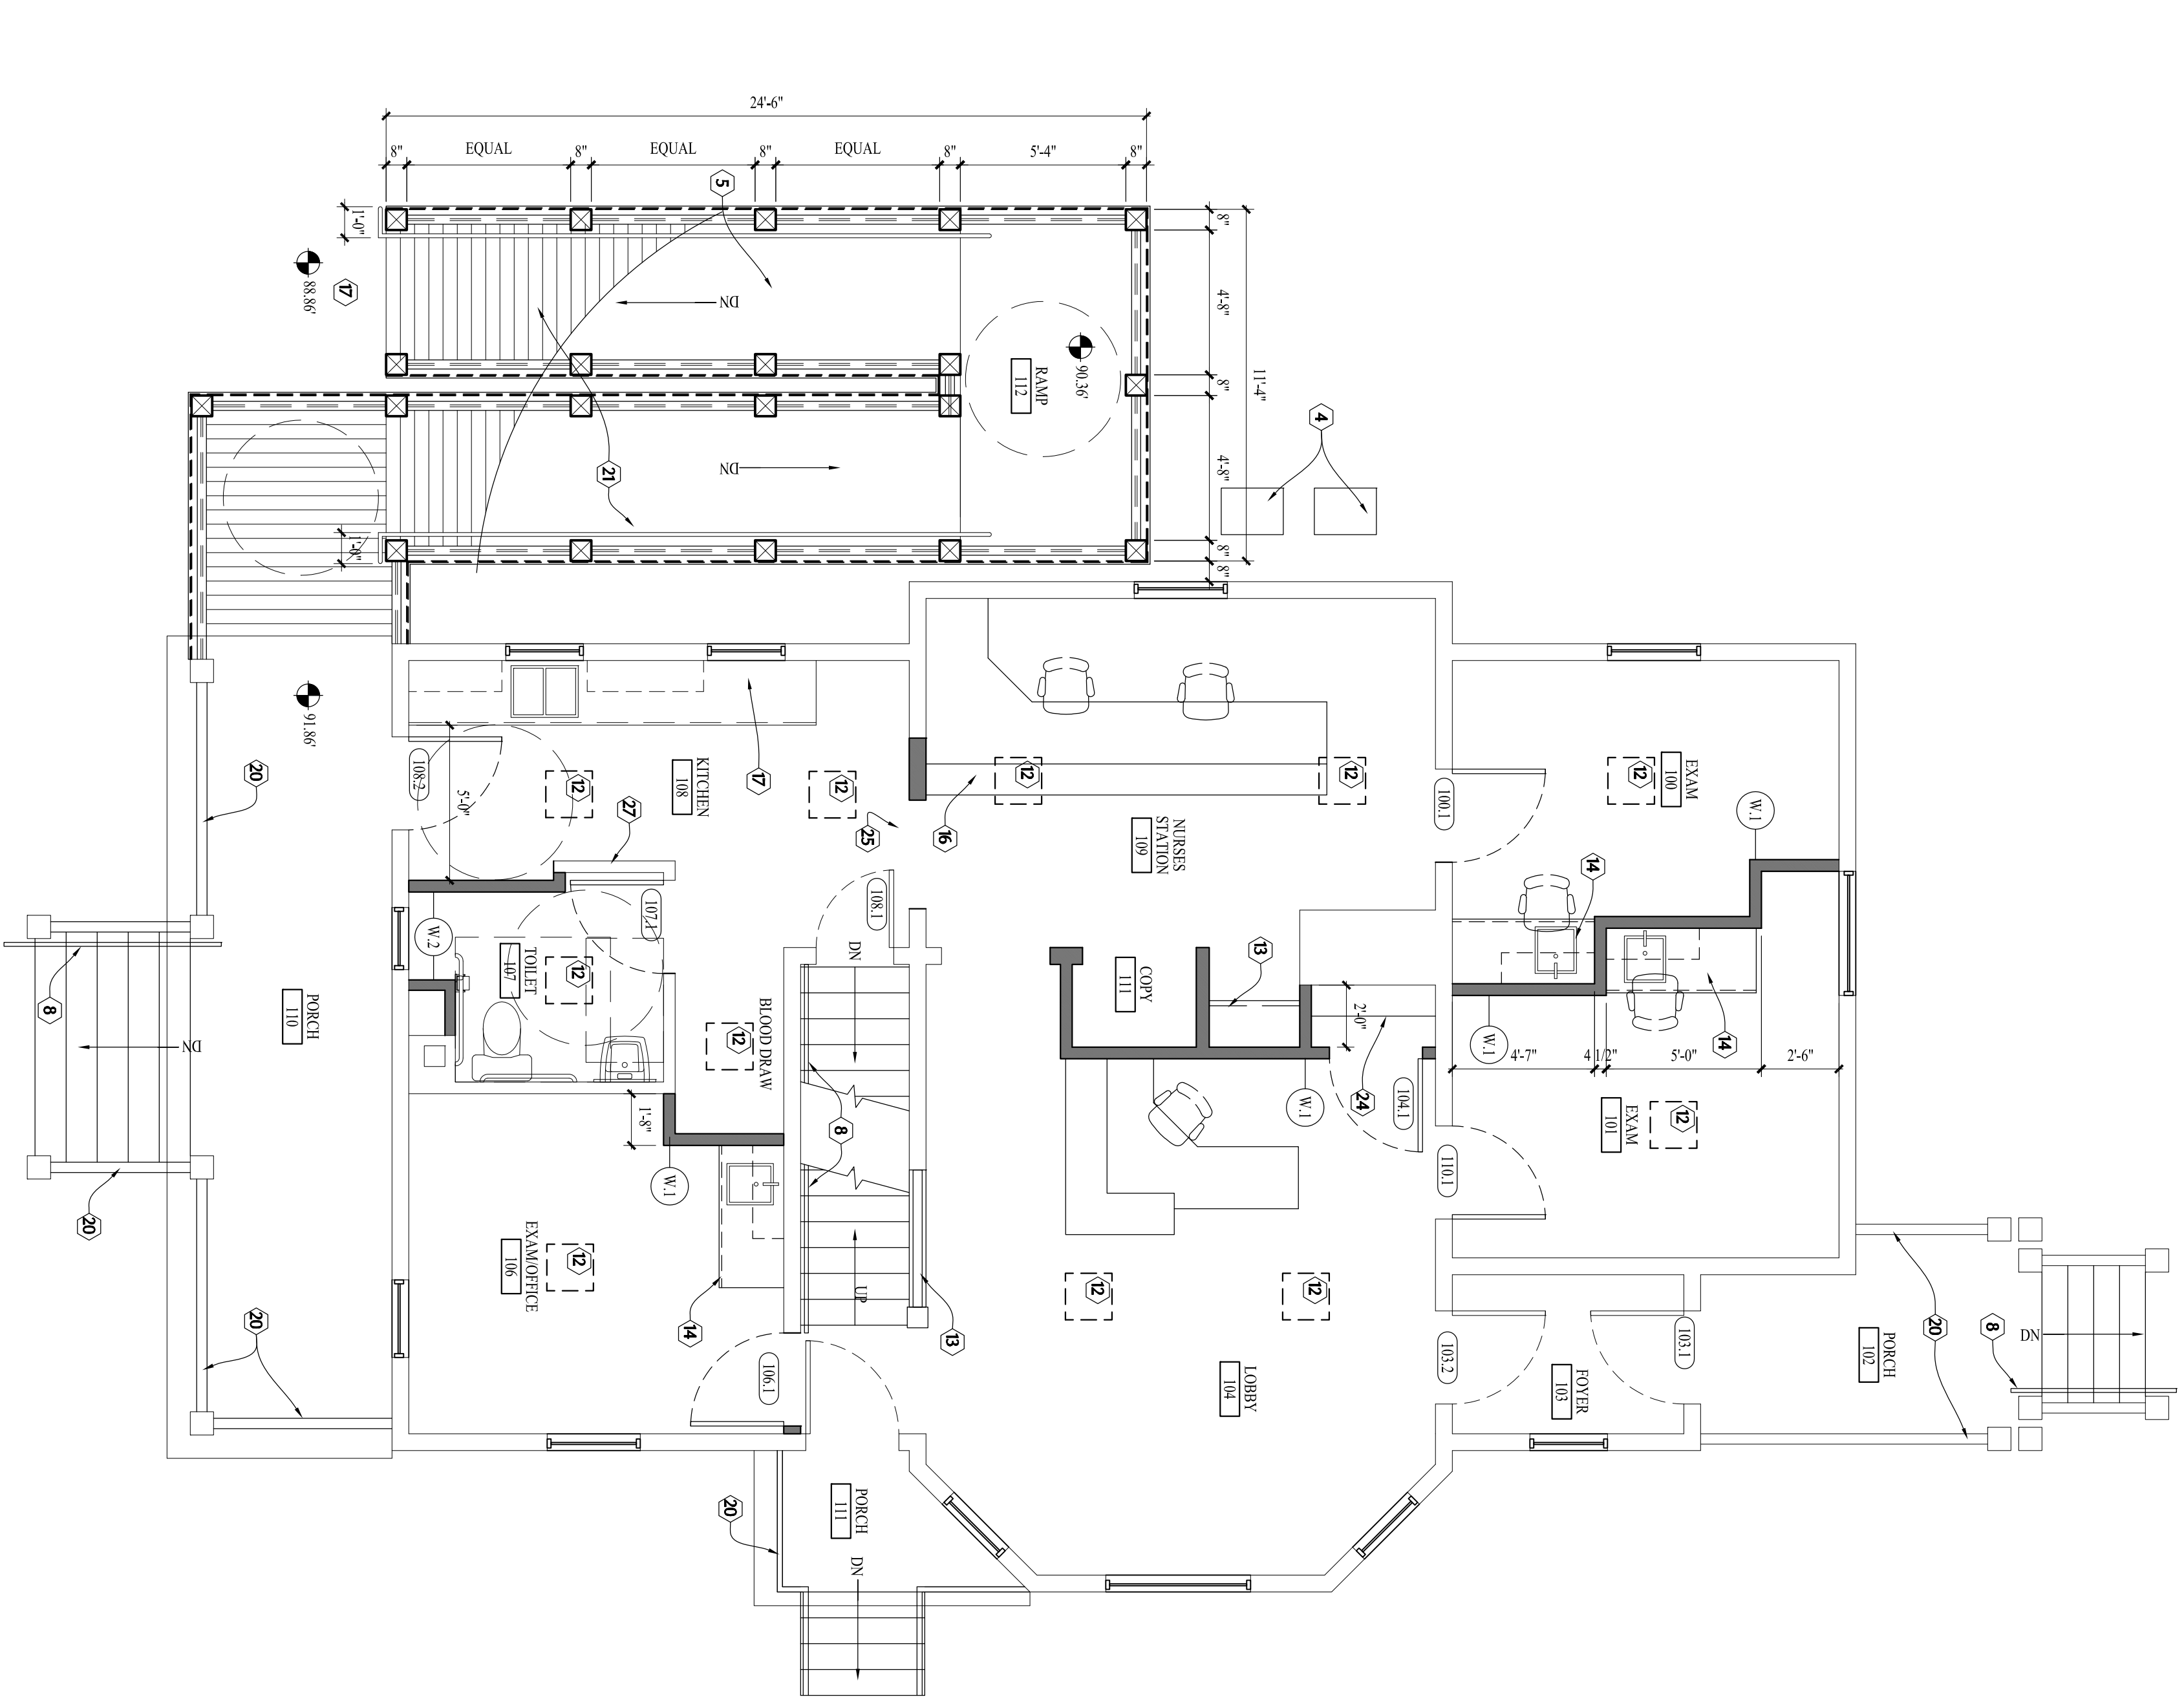 24'-6"
8"
EQUAL
8"
EQUAL
8"
EQUAL
8"
5'-4"
8"
5
1'-0"
17
88.86'
DN
8"
4'-8"
8"
11'-4"
4'-8"
8"
8"
90.36'
RAMP
112
4
DN
21
1'-0"
91.86'
20
108.2
5'-0"
12
KITCHEN
108
17
12
27
25
16
12
12
NURSES
STATION
109
100.1
12
EXAM
100
W.1
14
W.2
107.1
108.1
TOILET
107
12
BLOOD DRAW
12
DN
COPY
111
13
2'-0"
W.1
14
4'-7"
4 1/2"
5'-0"
2'-6"
8
DN
PORCH
110
1'-8"
8
W.1
24
104.1
EXAM
101
12
20
W.1
110.1
EXAM/OFFICE
106
12
14
UP
13
12
12
20
106.1
LOBBY
104
103.2
103.1
FOYER
103
PORCH
102
20
8
DN
20
PORCH
111
DN